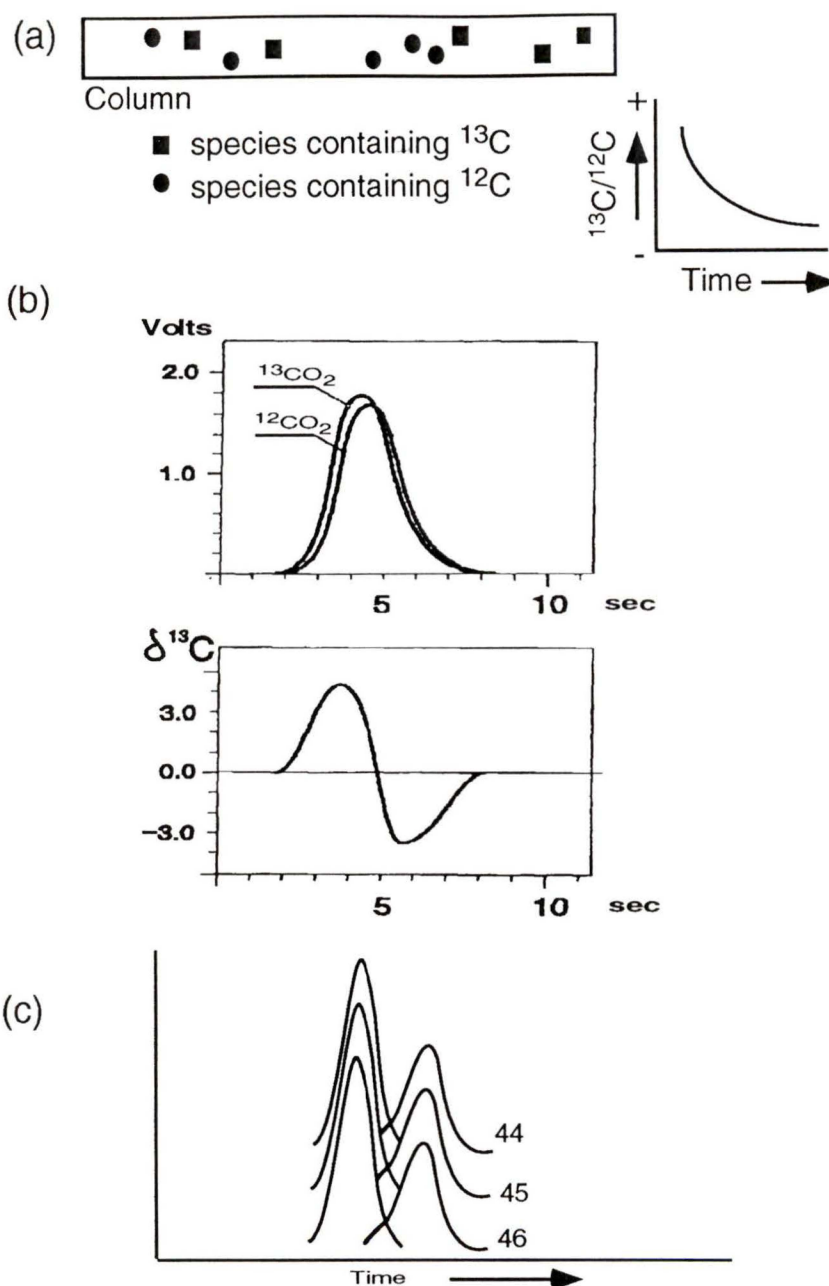 (a)
Column
■ species containing ¹³C
● species containing ¹²C
+
¹³C/¹²C
-
Time
(b)
Volts
2.0
¹³CO₂
¹²CO₂
1.0
5 10 sec
δ¹³C
3.0
0.0
−3.0
5 10 sec
(c)
44
45
46
Time